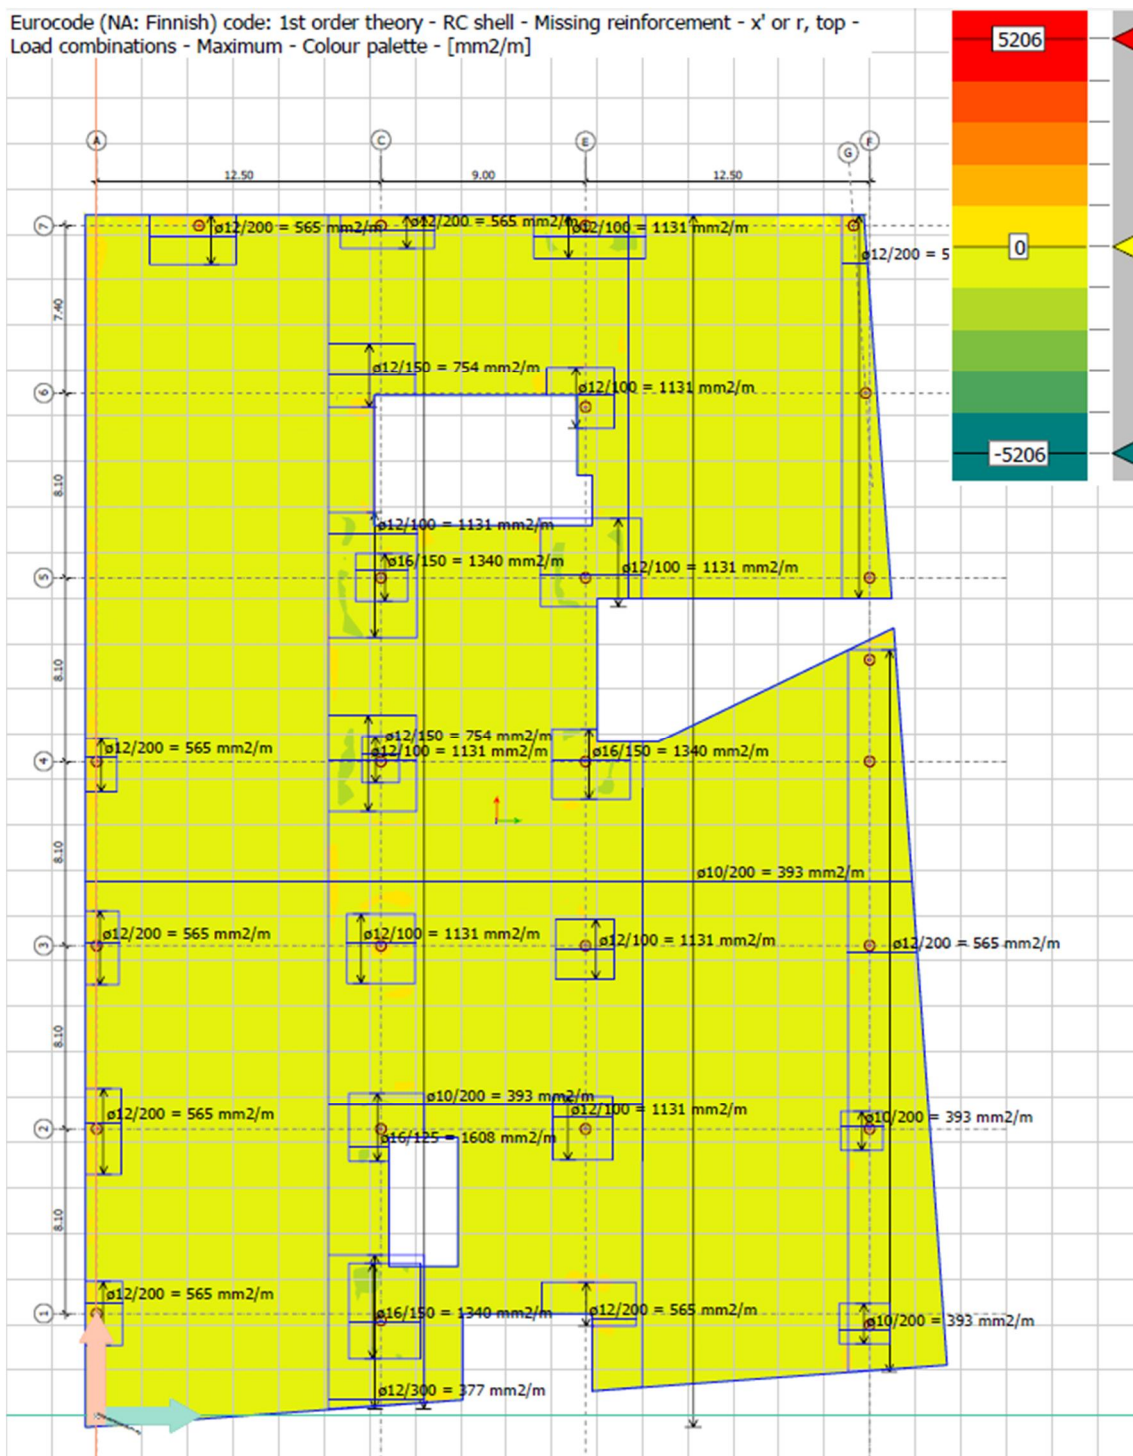 Eurocode (NA: Finnish) code: 1st order theory - RC shell - Missing reinforcement - x' or r, top -
Load combinations - Maximum - Colour palette - [mm2/m]
5206
0
-5206
A
C
E
G
F
12.50
9.00
12.50
7
ø12/200 = 565 mm2/m
ø12/200 = 565 mm2/m
ø12/100 = 1131 mm2/m
ø12/200 = 5
7.40
ø12/150 = 754 mm2/m
ø12/100 = 1131 mm2/m
6
8.10
ø12/100 = 1131 mm2/m
ø16/150 = 1340 mm2/m
ø12/100 = 1131 mm2/m
5
8.10
ø12/150 = 754 mm2/m
ø12/200 = 565 mm2/m
ø12/100 = 1131 mm2/m
ø16/150 = 1340 mm2/m
4
8.10
ø10/200 = 393 mm2/m
ø12/200 = 565 mm2/m
ø12/100 = 1131 mm2/m
ø12/100 = 1131 mm2/m
ø12/200 = 565 mm2/m
3
8.10
ø10/200 = 393 mm2/m
ø12/200 = 565 mm2/m
ø12/100 = 1131 mm2/m
ø10/200 = 393 mm2/m
2
ø16/125 = 1608 mm2/m
8.10
ø12/200 = 565 mm2/m
ø16/150 = 1340 mm2/m
ø12/200 = 565 mm2/m
ø10/200 = 393 mm2/m
1
ø12/300 = 377 mm2/m